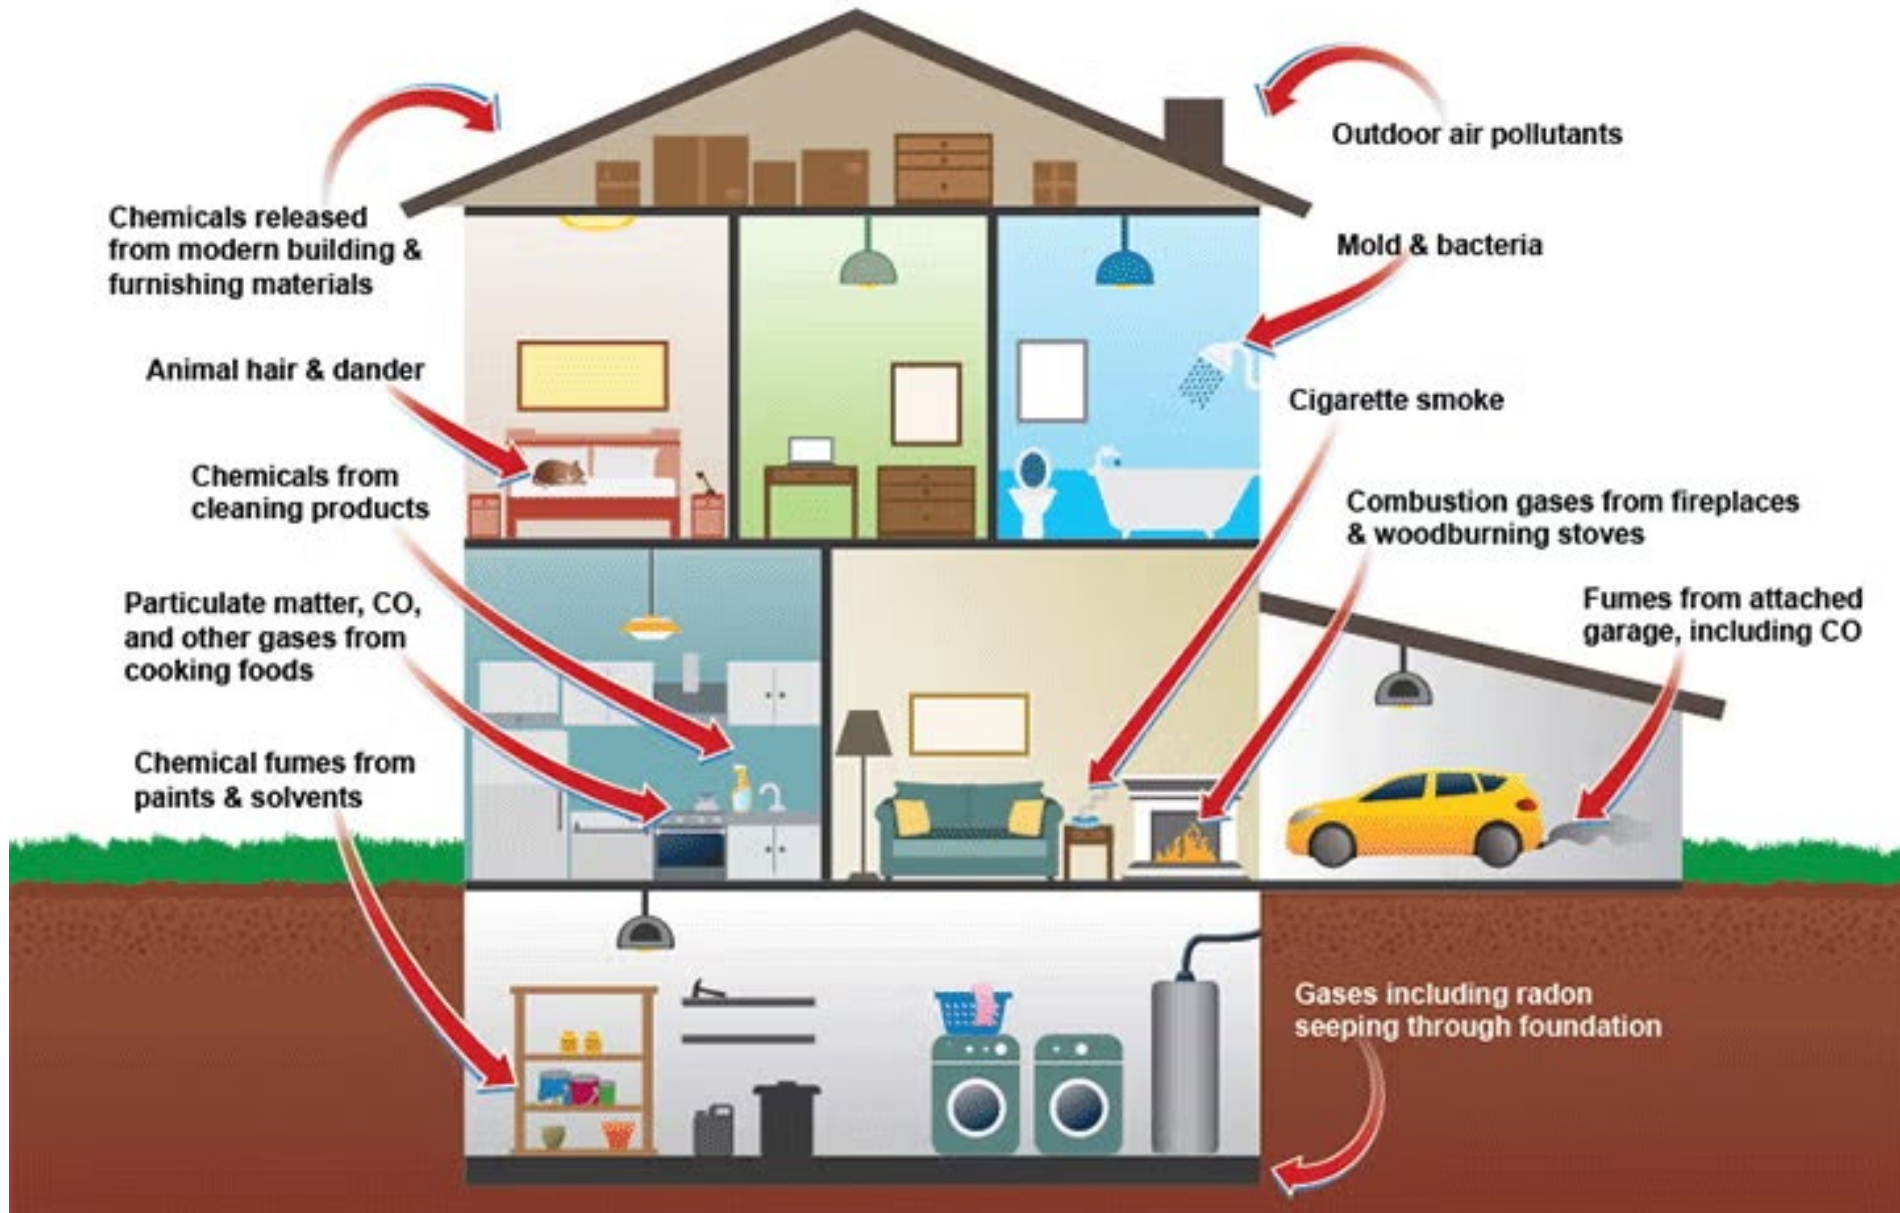 Chemicals released
from modern building &
furnishing materials
Animal hair & dander
Chemicals from
cleaning products
Particulate matter, CO,
and other gases from
cooking foods
Chemical fumes from
paints & solvents
Outdoor air pollutants
Mold & bacteria
Cigarette smoke
Combustion gases from fireplaces
& woodburning stoves
Fumes from attached
garage, including CO
Gases including radon
seeping through foundation